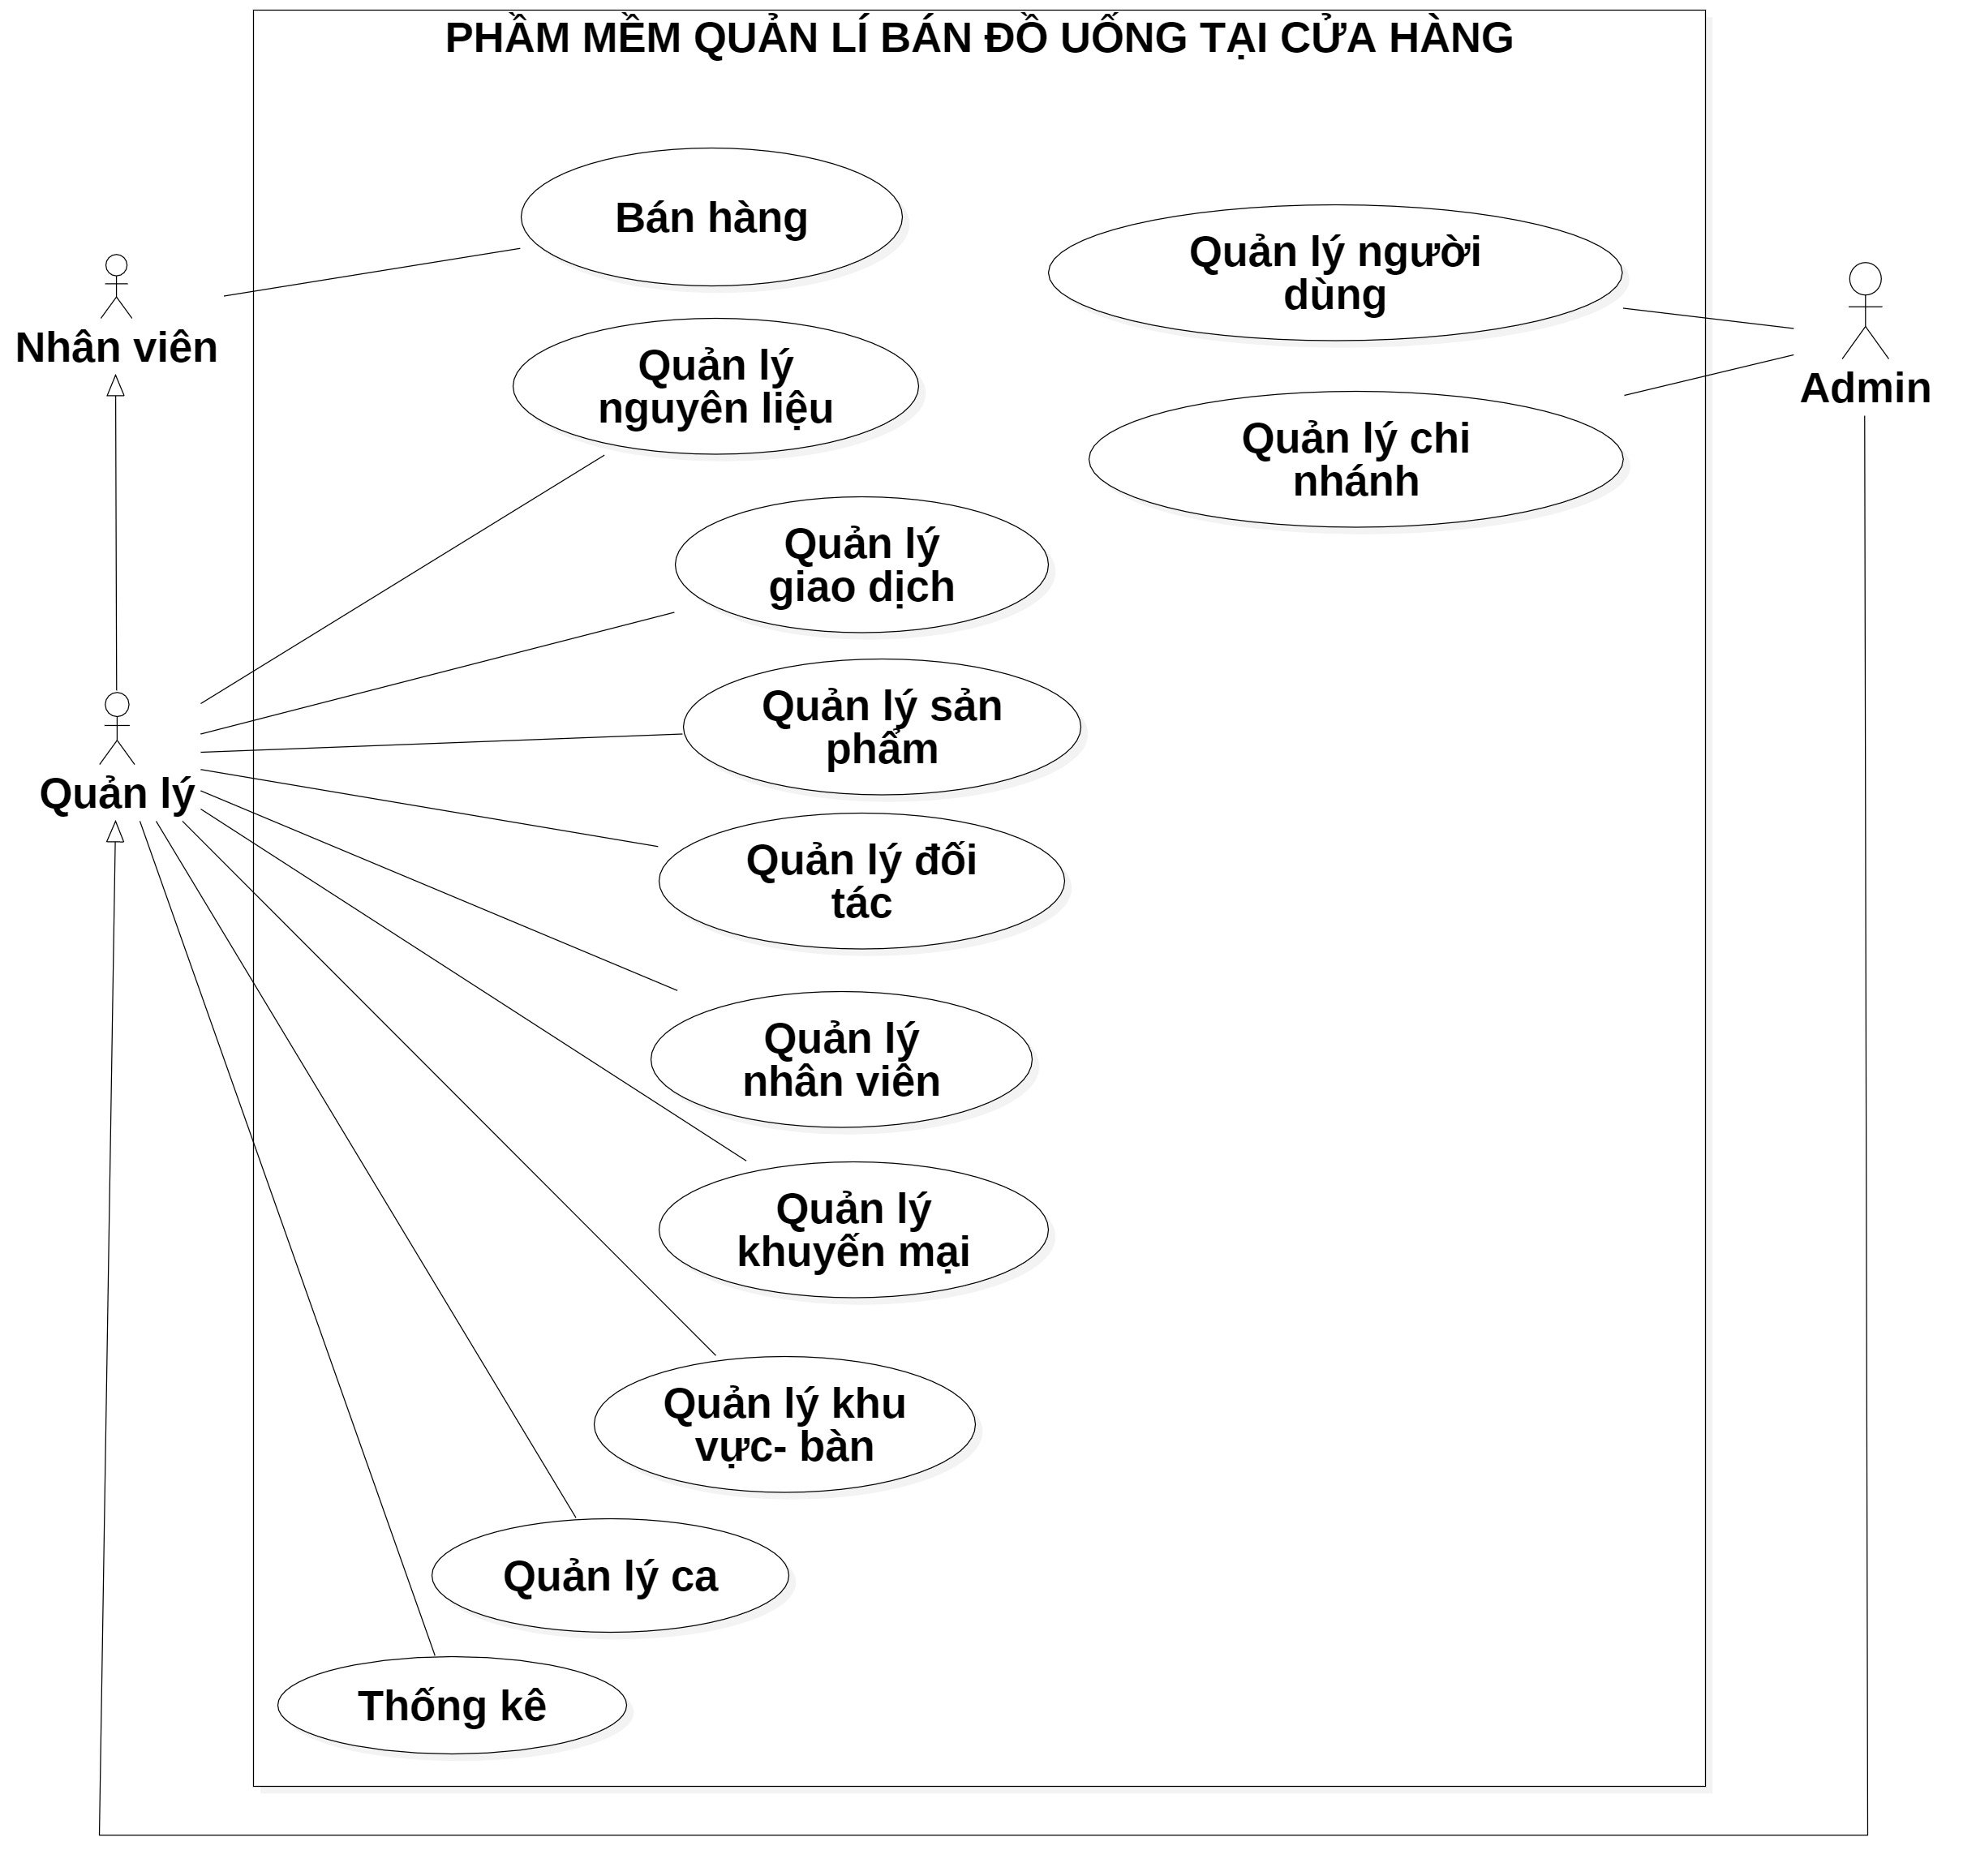 PHẦM MỀM QUẢN LÍ BÁN ĐỒ UỐNG TẠI CỬA HÀNG
Bán hàng
Quản lý người
dùng
Nhân viên
Quản lý
nguyên liệu
Admin
Quản lý chi
nhánh
Quản lý
giao dịch
Quản lý sản
phẩm
Quản lý
Quản lý đối
tác
Quản lý
nhân viên
Quản lý
khuyến mại
Quản lý khu
vực- bàn
Quản lý ca
Thống kê